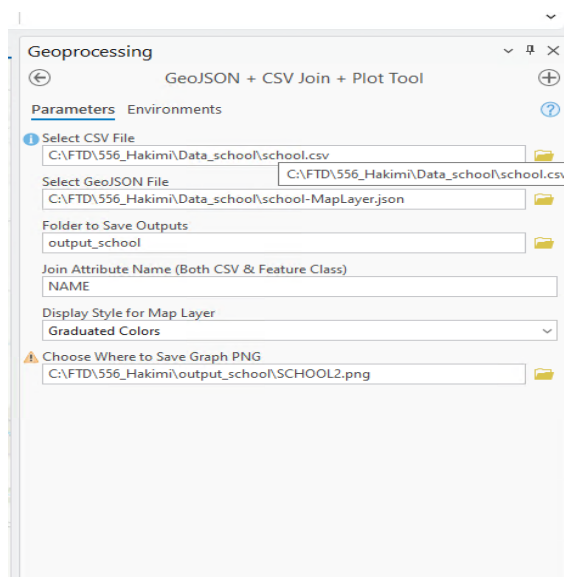 Geoprocessing
GeoJSON + CSV Join + Plot Tool
Parameters Environments
Select CSV File
C:\FTD\556_Hakimi\Data_school\school.csv
C:\FTD\556_Hakimi\Data_school\school.csv
Select GeoJSON File
C:\FTD\556_Hakimi\Data_school\school-MapLayer.json
Folder to Save Outputs
output_school
Join Attribute Name (Both CSV & Feature Class)
NAME
Display Style for Map Layer
Graduated Colors
Choose Where to Save Graph PNG
C:\FTD\556_Hakimi\output_school\SCHOOL2.png